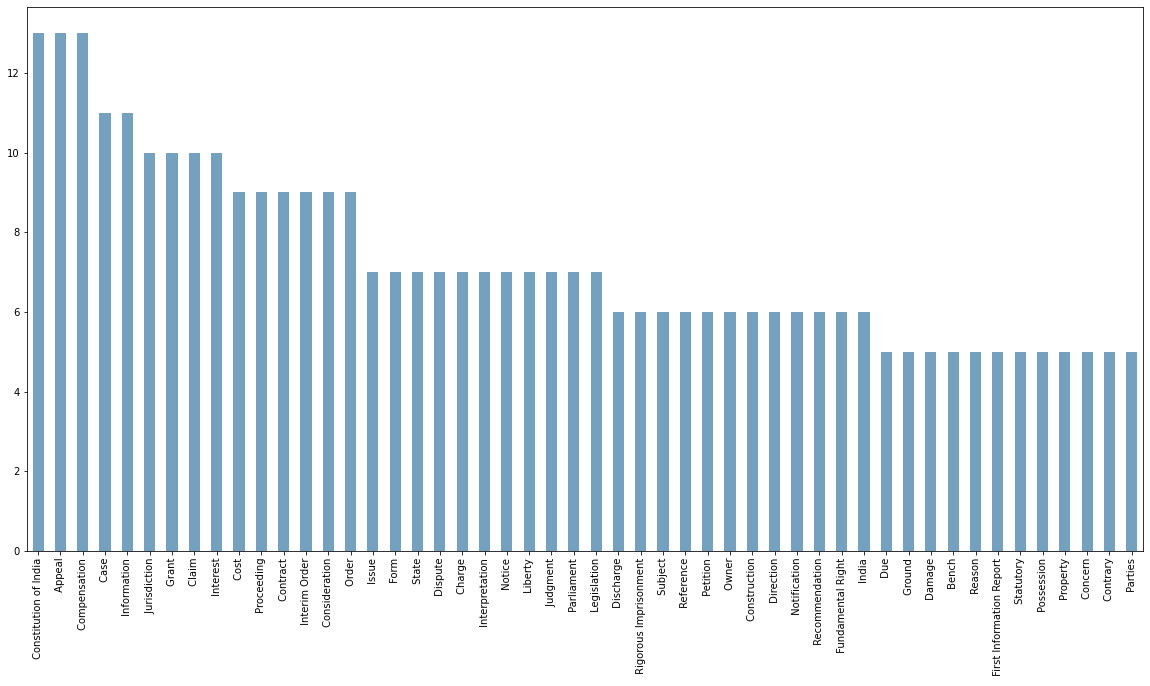 12
10
8
6
4
2
0
Constitution of India
Appeal
Compensation
Case
Information
Jurisdiction
Grant
Claim
Interest
Cost
Proceeding
Contract
Interim Order
Consideration
Order
Issue
Form
State
Dispute
Charge
Interpretation
Notice
Liberty
Judgment
Parliament
Legislation
Discharge
Rigorous Imprisonment
Subject
Reference
Petition
Owner
Construction
Direction
Notification
Recommendation
Fundamental Right
India
Due
Ground
Damage
Bench
Reason
First Information Report
Statutory
Possession
Property
Concern
Contrary
Parties